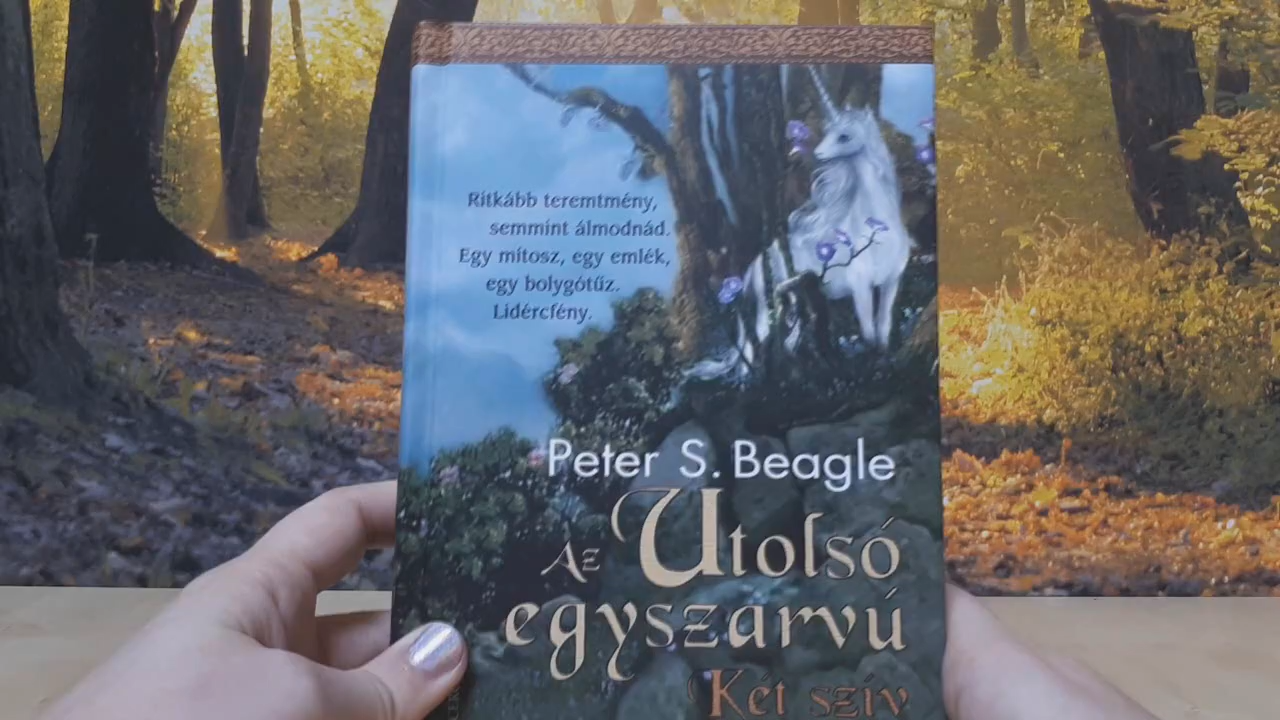 Ritkább teremtmény,
semmint álmodnád.
Egy mítosz, egy emlék,
egy bolygótűz.
Lidércfény.
Peter S. Beagle
Az Utolsó
egyszarvú
Két szív